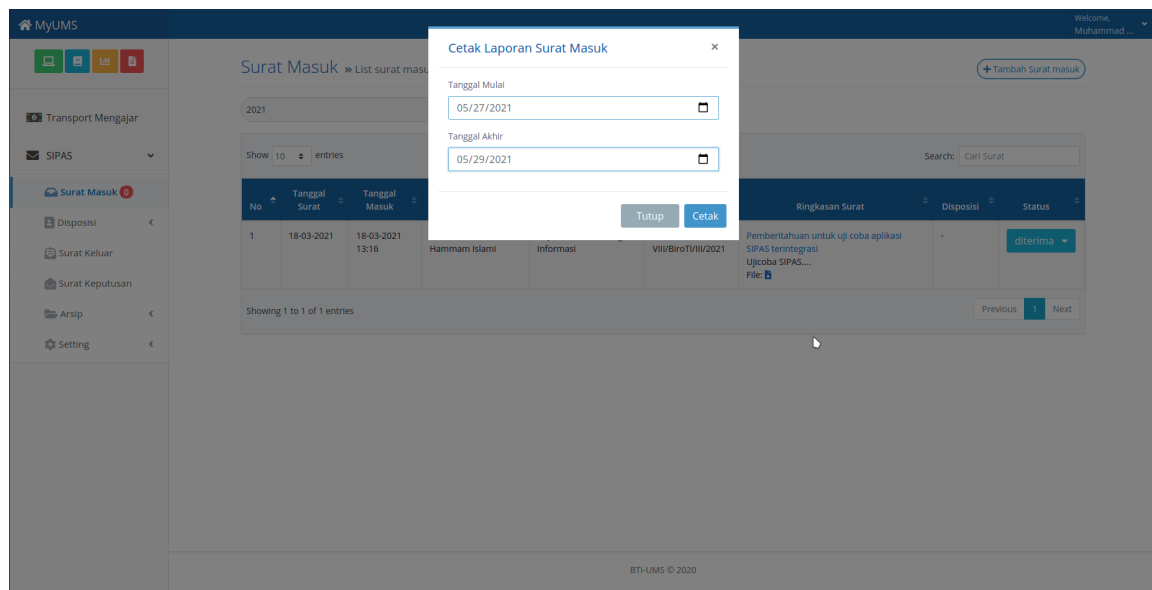 MyUMS
Welcome,
Muhammad ...
Transport Mengajar
SIPAS
Surat Masuk 0
Disposisi
Surat Keluar
Surat Keputusan
Arsip
Setting
Surat Masuk » List surat masu
+ Tambah Surat masuk
2021
Show 10 entries
Search: Cari Surat
Cetak Laporan Surat Masuk ×
Tanggal Mulai
05/27/2021
Tanggal Akhir
05/29/2021
Tutup Cetak
No Tanggal Surat Tanggal Masuk Ringkasan Surat Disposisi Status
1 18-03-2021 18-03-2021 Pemberitahuan untuk uji coba aplikasi - diterima
13:16 Hammam Islami Informasi VIII/BiroTI/III/2021 SIPAS terintegrasi
Ujicoba SIPAS....
File:
Showing 1 to 1 of 1 entries
Previous 1 Next
BTI-UMS © 2020